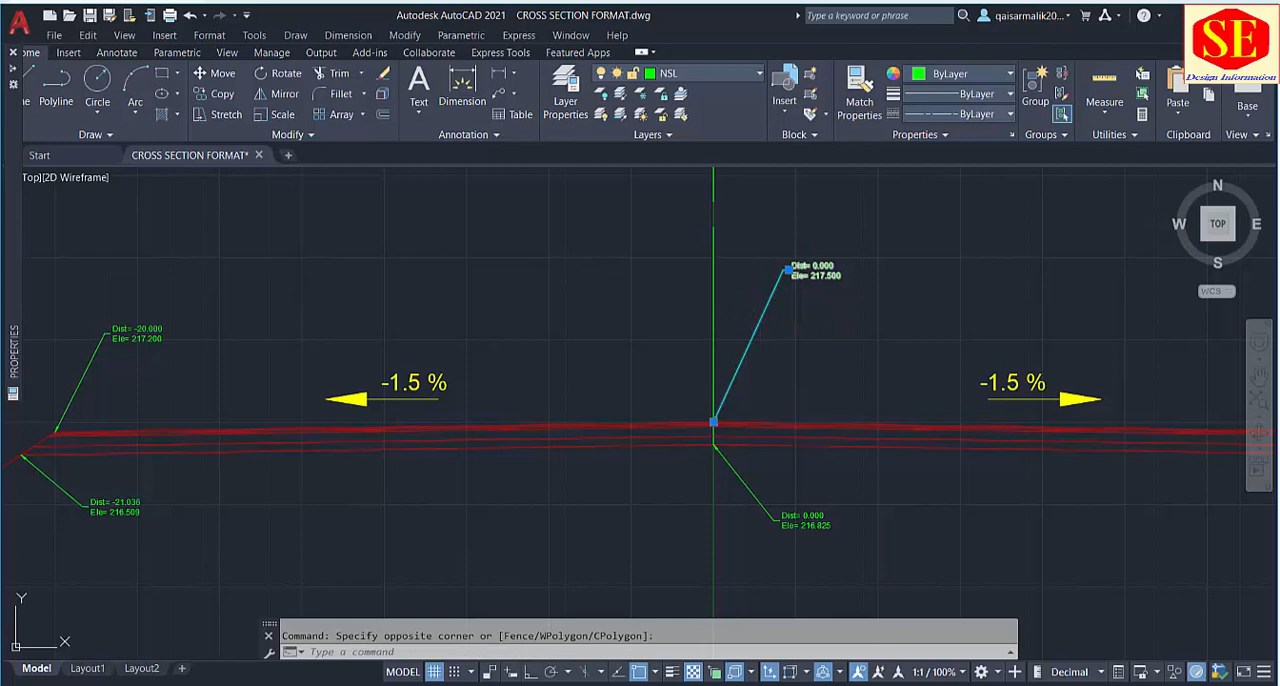 Autodesk AutoCAD 2021 CROSS SECTION FORMAT.dwg
Type a keyword or phrase
qaisarmalik20...
SE
Design Information
File Edit View Insert Format Tools Draw Dimension Modify Parametric Express Window Help
ome Insert Annotate Parametric View Manage Output Add-ins Collaborate Express Tools Featured Apps
Polyline
Circle
Arc
Move
Rotate
Trim
Copy
Mirror
Fillet
Stretch
Scale
Array
Text
Dimension
Table
Layer
Properties
NSL
Insert
Match
Properties
ByLayer
ByLayer
ByLayer
Group
Measure
Paste
Base
Draw
Modify
Annotation
Layers
Block
Properties
Groups
Utilities
Clipboard
View
Start
CROSS SECTION FORMAT*
Top][2D Wireframe]
N
W
TOP
E
S
WCS
PROPERTIES
Dist= 0.000
Ele= 217.500
Dist= -20.000
Ele= 217.200
-1.5 %
-1.5 %
Dist= -21.036
Ele= 216.509
Dist= 0.000
Ele= 216.825
Y
X
Command: Specify opposite corner or [Fence/WPolygon/CPolygon]:
Type a command
Model
Layout1
Layout2
MODEL
1:1 / 100%
Decimal